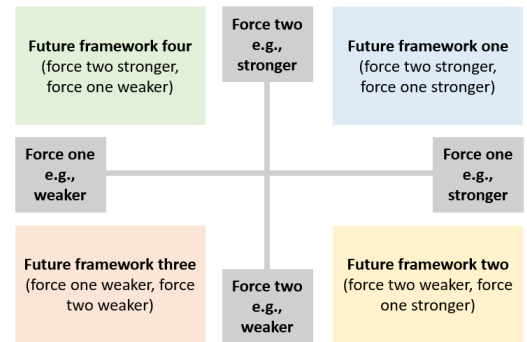 Future framework four
(force two stronger,
force one weaker)
Force two
e.g.,
stronger
Future framework one
(force two stronger,
force one stronger)
Force one
e.g.,
weaker
Force one
e.g.,
stronger
Future framework three
(force one weaker, force
two weaker)
Force two
e.g.,
weaker
Future framework two
(force two weaker, force
one stronger)